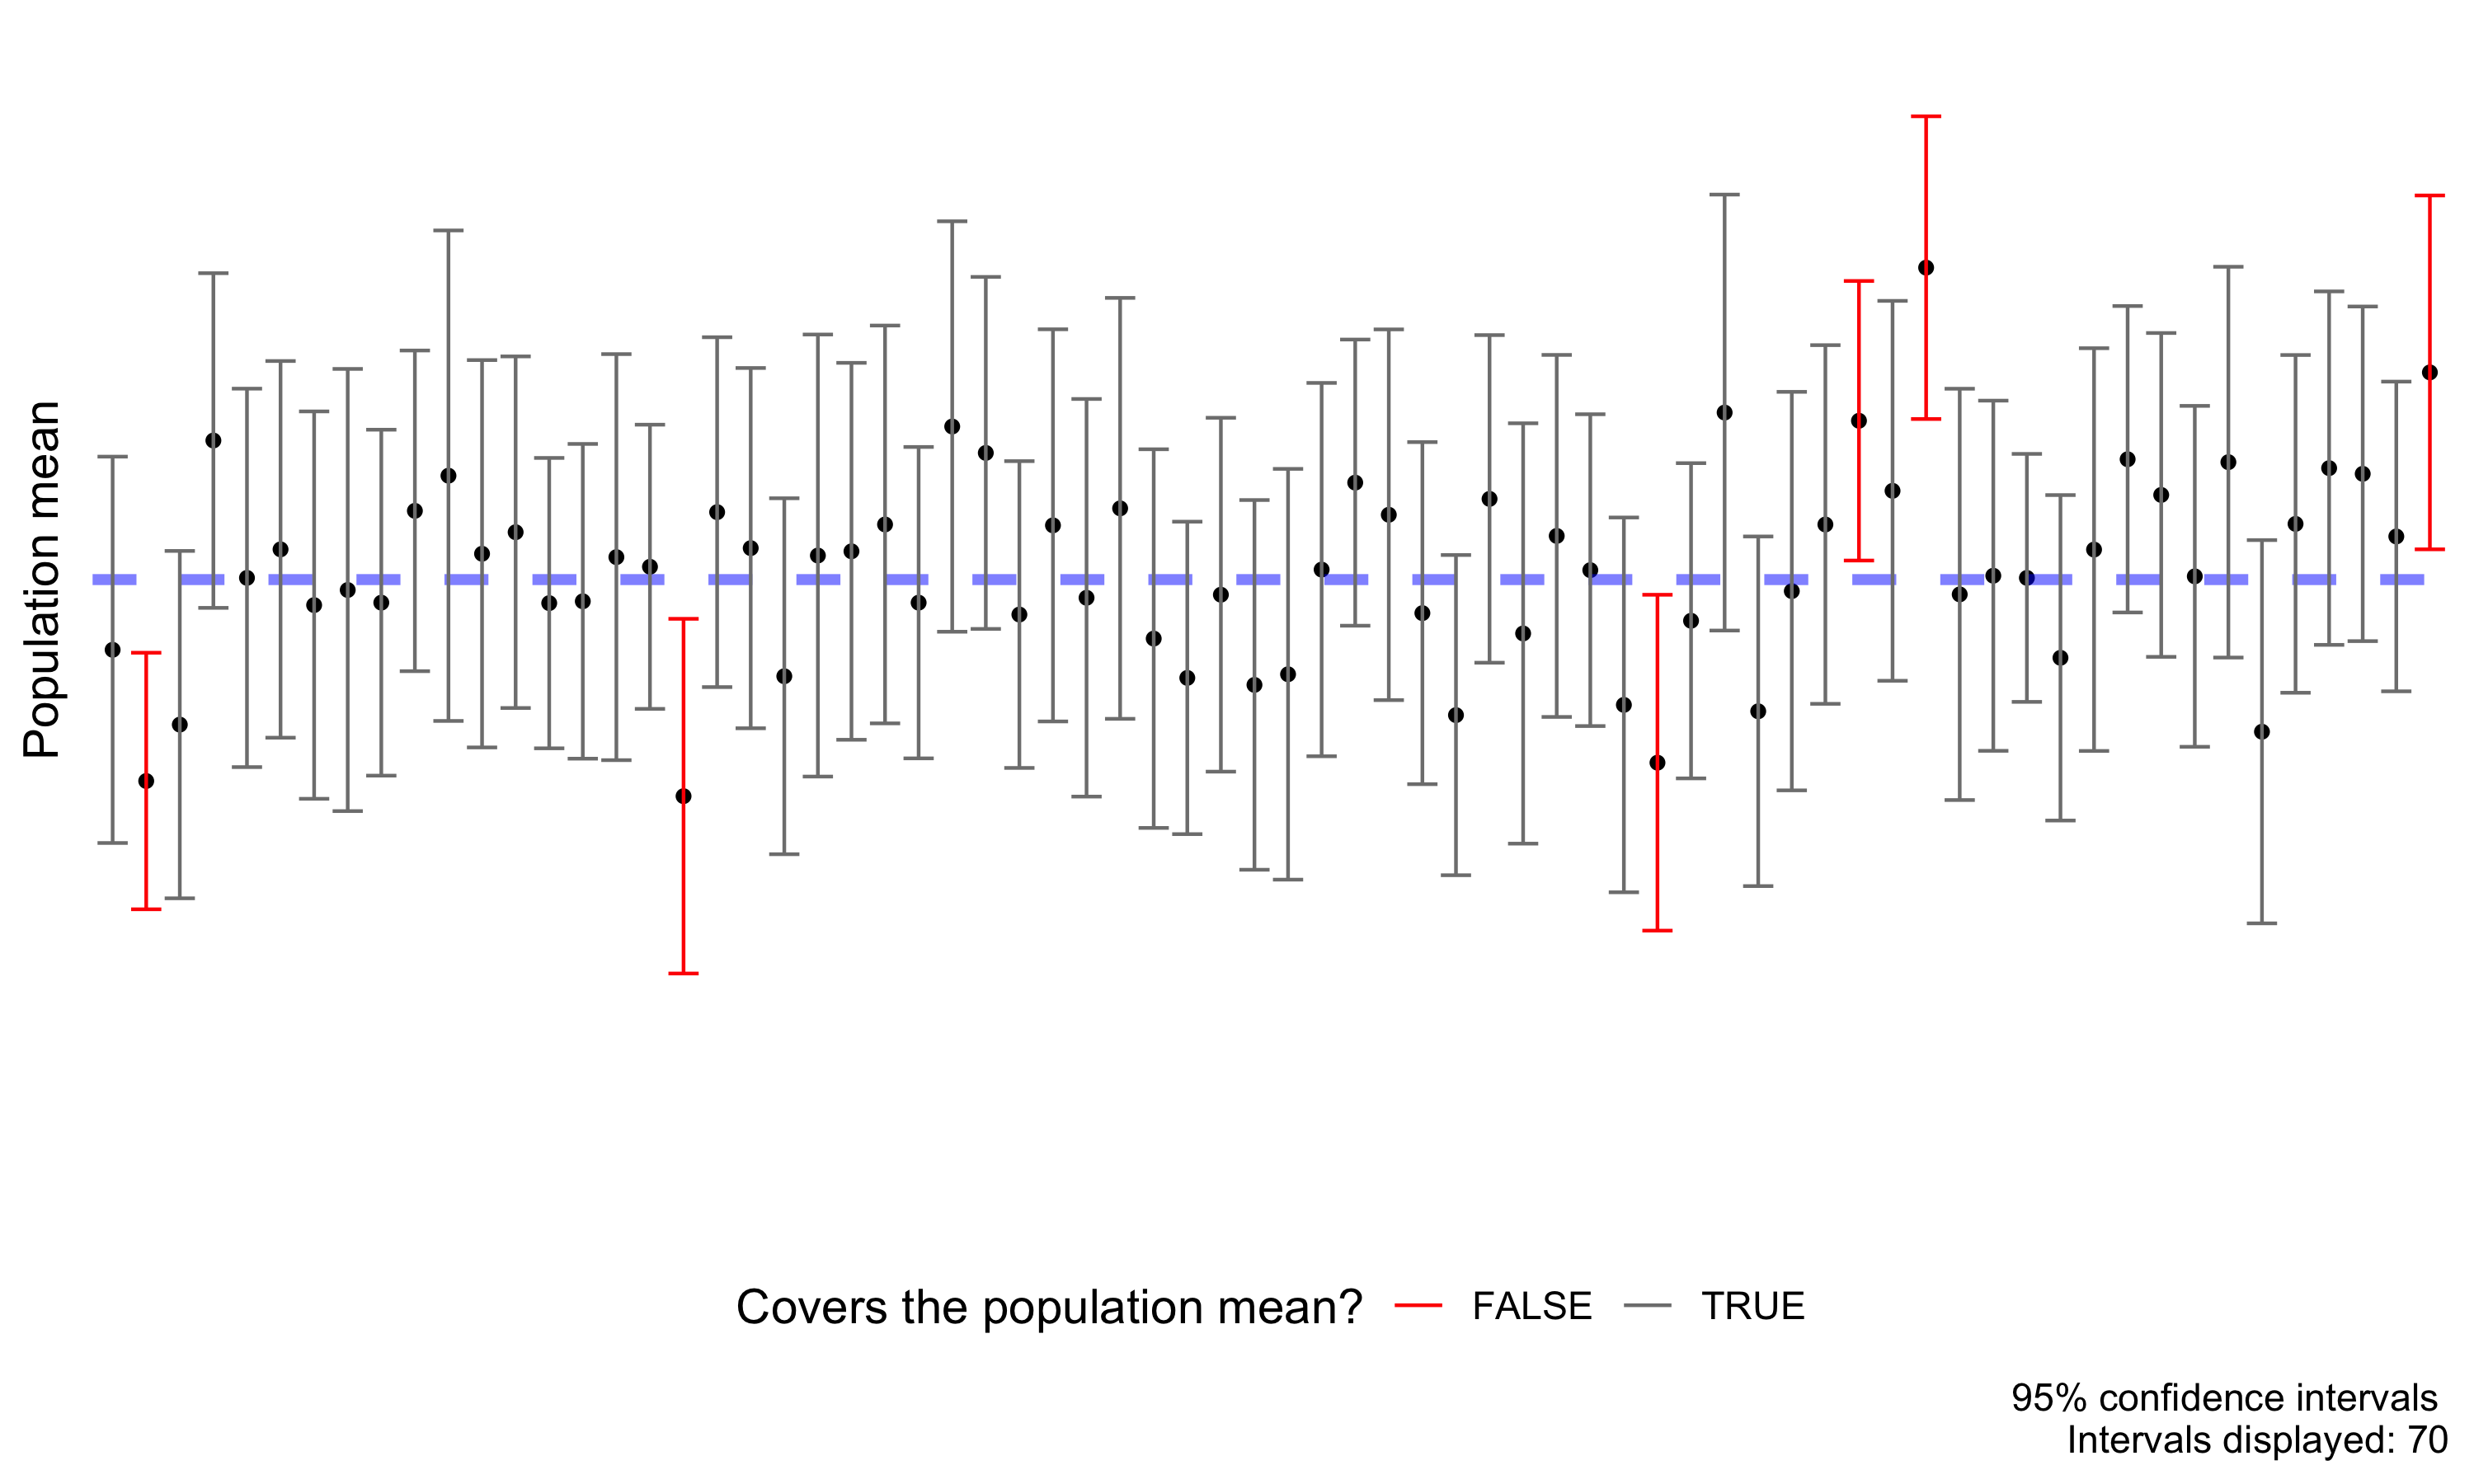 Population mean
Covers the population mean? FALSE TRUE
95% confidence intervals
Intervals displayed: 70